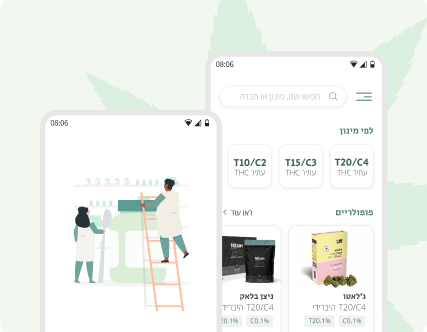 08:06
חפשו שם, מינון או חברה
לפי מינון
T20/C4
עתיר THC
T15/C3
עתיר THC
T10/C2
עתיר THC
פופולריים
ראו עוד
ג'לאטו
T20/C4 היברידי
C0.1%
T20.1%
Nitzan
ניצן בלאק
T20/C4 היברידי
C0.1%
0.1%
08:06